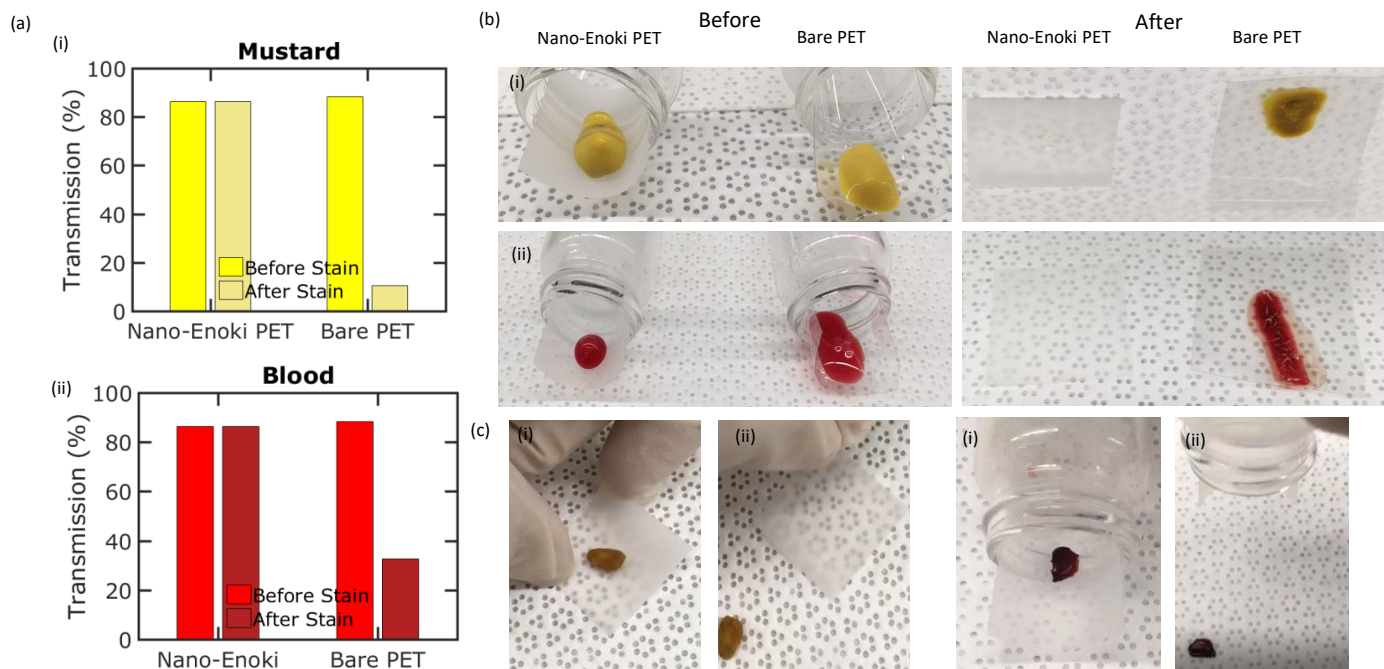 (a)
(i)
Mustard
Transmission (%)
100
80
60
40
20
0
Before Stain
After Stain
Nano-Enoki PET
Bare PET
(ii)
Blood
Transmission (%)
100
80
60
40
20
0
Before Stain
After Stain
Nano-Enoki
Bare PET
(b)
Before
After
Nano-Enoki PET
Bare PET
Nano-Enoki PET
Bare PET
(i)
(ii)
(c)
(i)
(ii)
(i)
(ii)